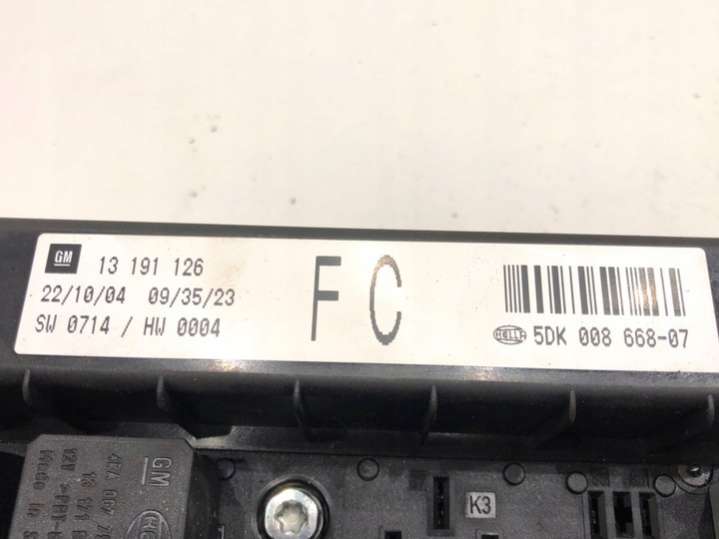 GM 13 191 126
22/10/04 09/35/23
SW 0714 / HW 0004
FC
HELLA 5DK 008 668-07
GM
K3